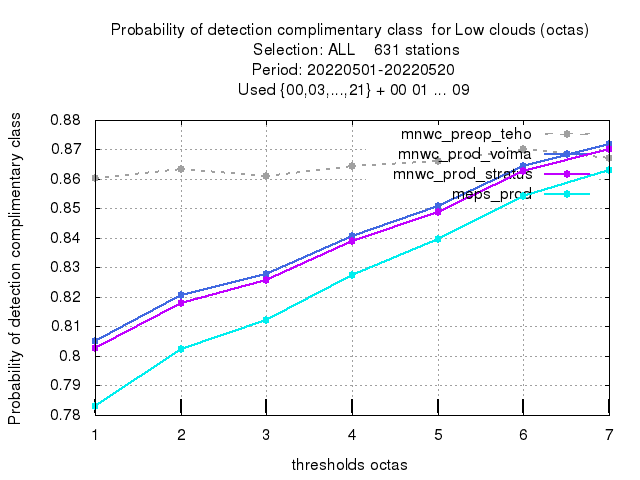 Probability of detection complimentary class  for Low clouds (octas)
Selection: ALL    631 stations
Period: 20220501-20220520
Used {00,03,...,21} + 00 01 ... 09
Probability of detection complimentary class
0.88
0.87
0.86
0.85
0.84
0.83
0.82
0.81
0.8
0.79
0.78
mnwc_preop_teho
mnwc_prod_voima
mnwc_prod_stratus
meps_prod
1 2 3 4 5 6 7
thresholds octas